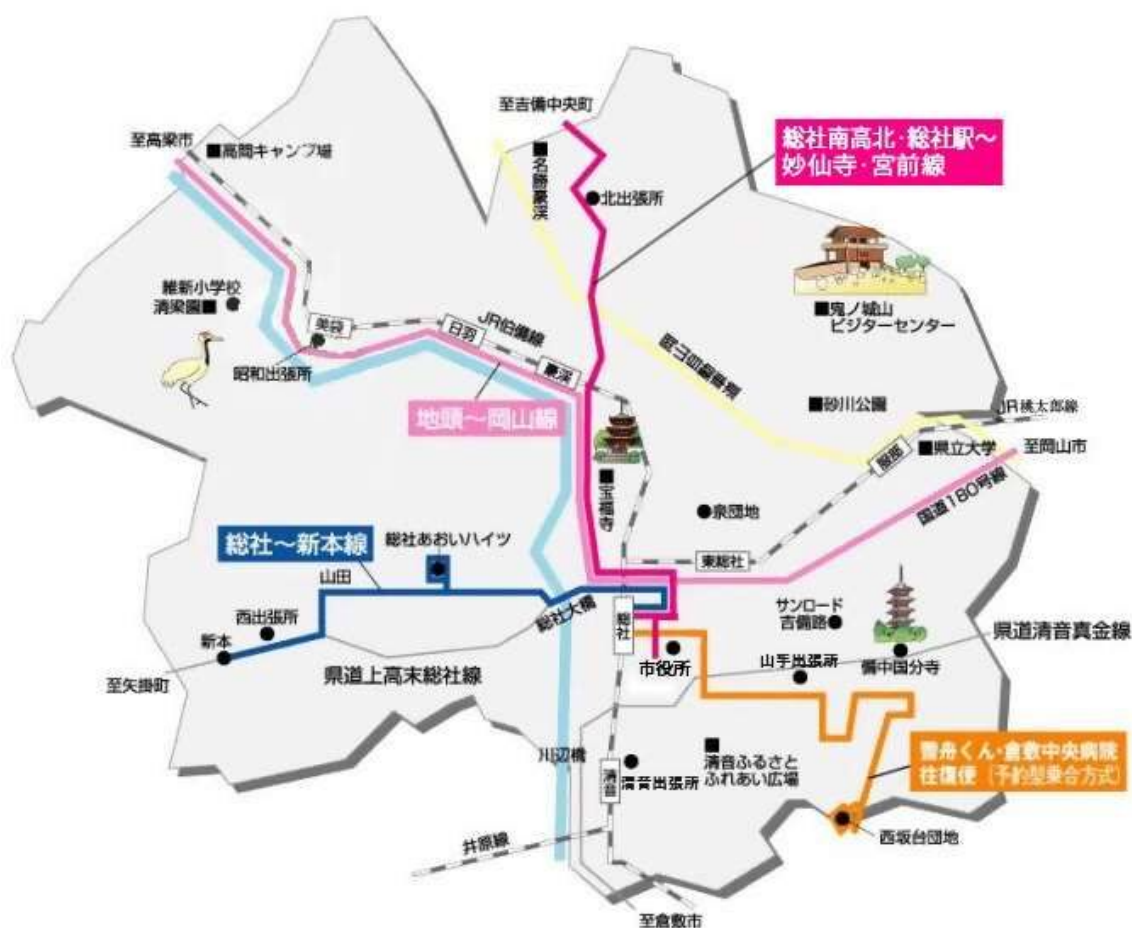 至吉備中央町
総社南高北・総社駅～
妙仙寺・宮前線
至高梁市
■高間キャンプ場
■名勝豪渓
●北出張所
維新小学校
清梁園■
美袋
日羽
JR伯備線
豪渓
昭和出張所
■鬼ノ城山
ビジターセンター
地頭～岡山線
■砂川公園
JR桃太郎線
服部
■県立大学
至岡山市
国道180号線
■宝福寺
●泉団地
東総社
総社～新本線
総社あおいハイツ
山田
西出張所
新本
総社大橋
総社
サンロード
吉備路●
県道清音真金線
備中国分寺
市役所
山手出張所
至矢掛町
県道上高末総社線
川辺橋
清音
清音出張所
■
清音ふるさと
ふれあい広場
雪舟くん・倉敷中央病院
往復便（予約型乗合方式）
西坂台団地
井原線
至倉敷市